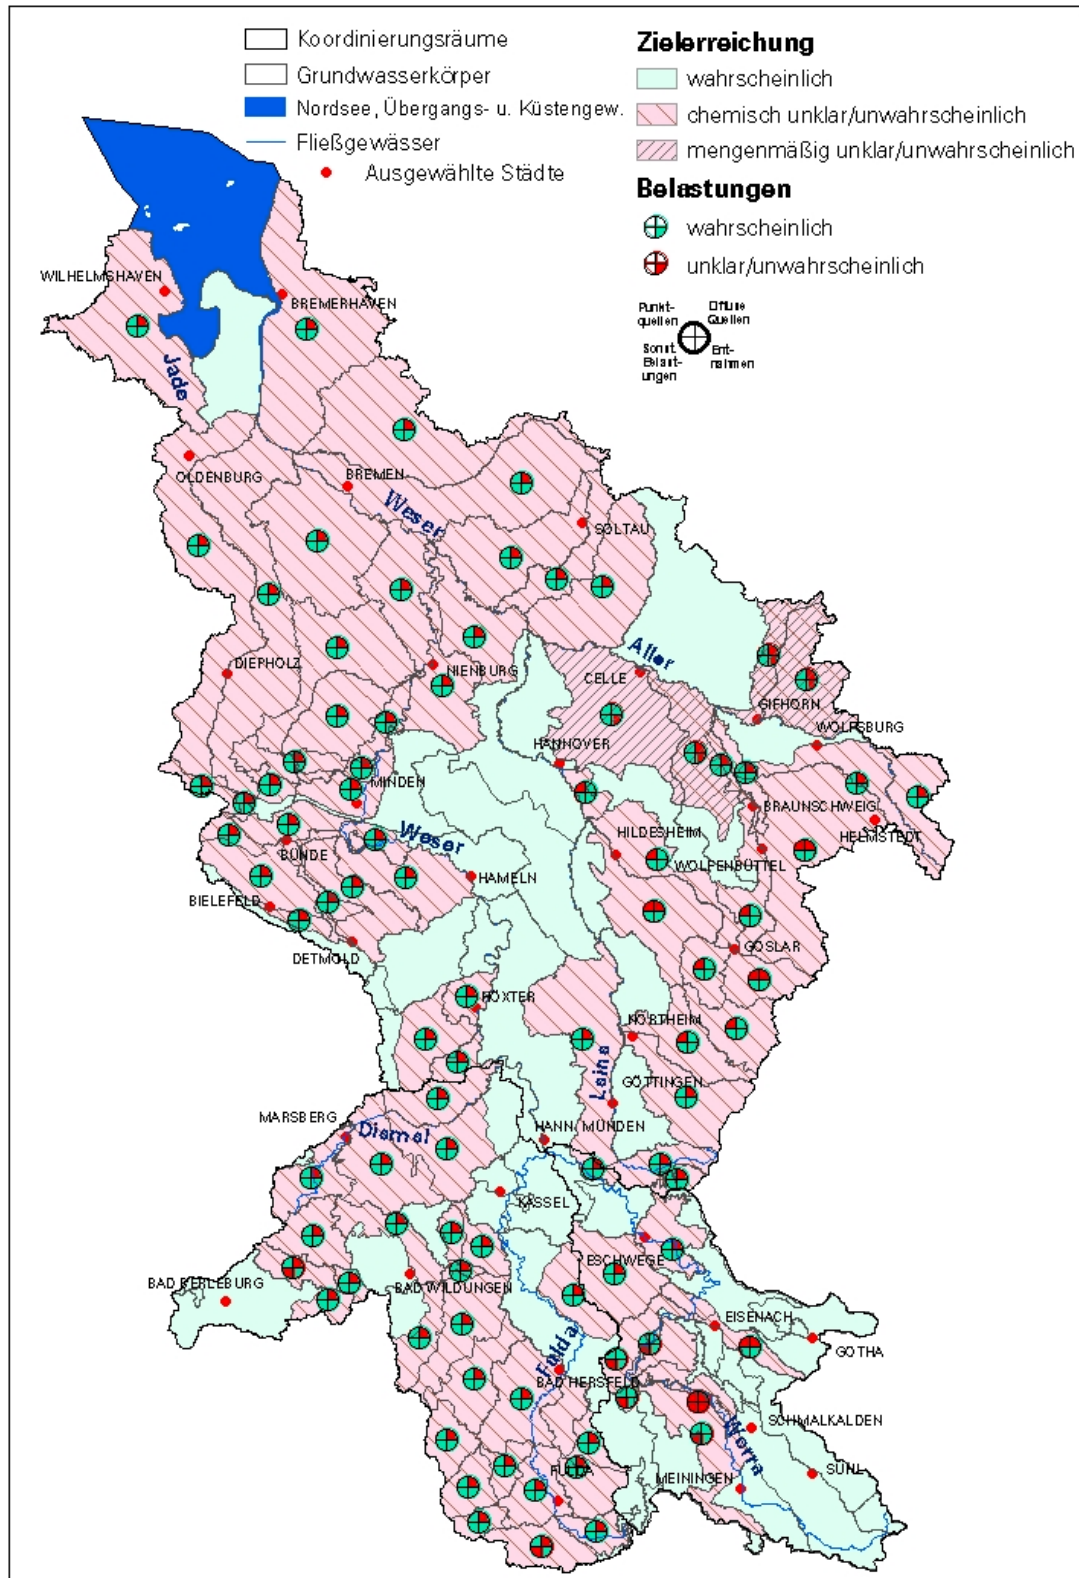 Koordinierungsräume
Grundwasserkörper
Nordsee, Übergangs- u. Küstengew.
Fließgewässer
Ausgewählte Städte
Zielerreichung
wahrscheinlich
chemisch unklar/unwahrscheinlich
mengenmäßig unklar/unwahrscheinlich
Belastungen
wahrscheinlich
unklar/unwahrscheinlich
Punkt-
quellen
Quellen
Sonst.
Belast-
ungen
Ent-
nahmen
WILHELMSHAVEN
BREMERHAVEN
Jade
OLDENBURG
BREMEN
Weser
SOLTAU
DIEPHOLZ
NIENBURG
Aller
CELLE
GIFHORN
WOLFSBURG
HANNOVER
MINDEN
BRAUNSCHWEIG
HELMSTEDT
HILDESHEIM
WOLFENBÜTTEL
Weser
BÜNDE
HAMELN
BIELEFELD
DETMOLD
GOSLAR
HÖXTER
NORTHEIM
Leine
GÖTTINGEN
MARSBERG
Diemel
HANN. MÜNDEN
KASSEL
ESCHWEGE
BAD BERLEBURG
BAD WILDUNGEN
EISENACH
GOTHA
Fulda
BAD HERSFELD
SCHMALKALDEN
Werra
SUHL
MEININGEN
FULDA